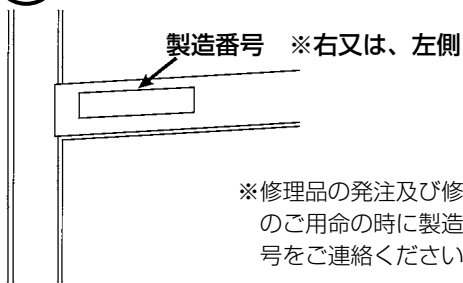 製造番号　※右又は、左側
※修理品の発注及び修
のご用命の時に製造
号をご連絡ください